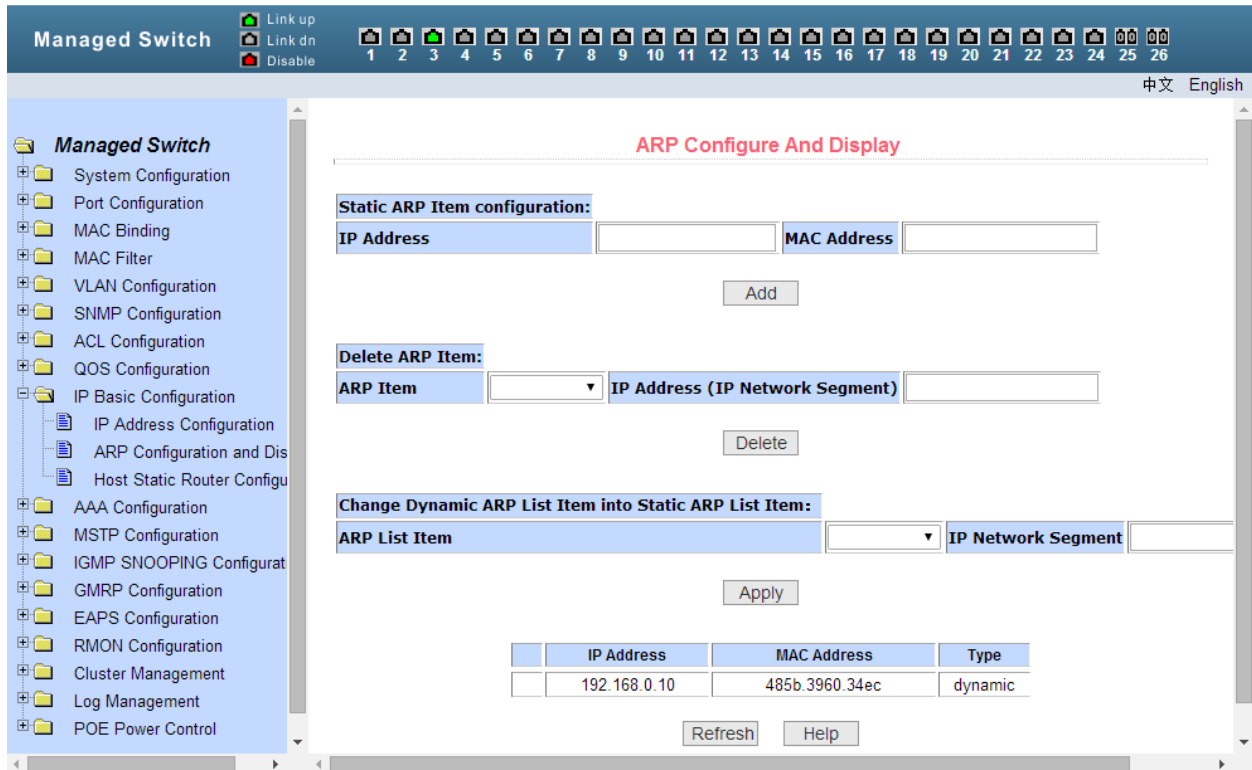 Managed Switch
Link up
Link dn
Disable
1 2 3 4 5 6 7 8 9 10 11 12 13 14 15 16 17 18 19 20 21 22 23 24 25 26
中文 English
Managed Switch
System Configuration
Port Configuration
MAC Binding
MAC Filter
VLAN Configuration
SNMP Configuration
ACL Configuration
QOS Configuration
IP Basic Configuration
IP Address Configuration
ARP Configuration and Dis
Host Static Router Configu
AAA Configuration
MSTP Configuration
IGMP SNOOPING Configurat
GMRP Configuration
EAPS Configuration
RMON Configuration
Cluster Management
Log Management
POE Power Control
ARP Configure And Display
Static ARP Item configuration:
IP Address MAC Address
Add
Delete ARP Item:
ARP Item IP Address (IP Network Segment)
Delete
Change Dynamic ARP List Item into Static ARP List Item:
ARP List Item IP Network Segment
Apply
IP Address MAC Address Type
192.168.0.10 485b.3960.34ec dynamic
Refresh Help